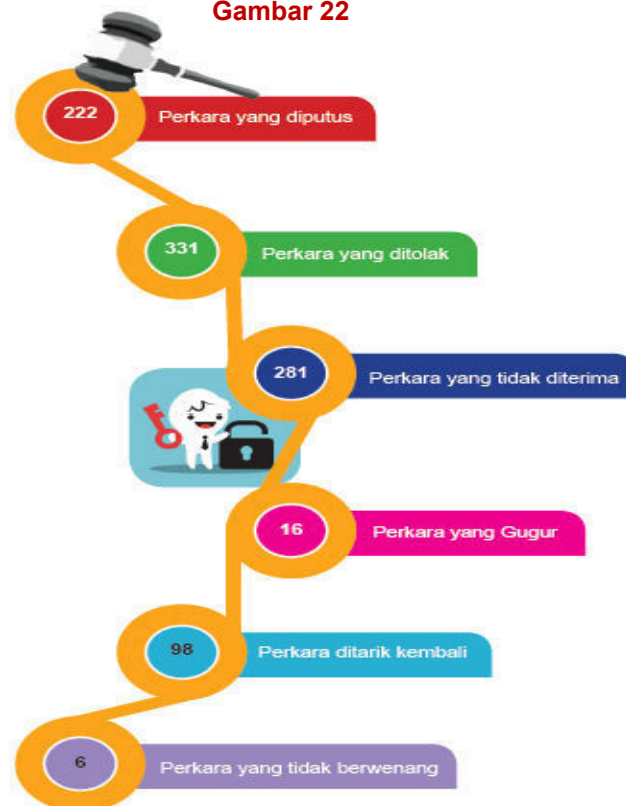 Gambar 22
222 Perkara yang diputus
331 Perkara yang ditolak
281 Perkara yang tidak diterima
16 Perkara yang Gugur
98 Perkara ditarik kembali
6 Perkara yang tidak berwenang